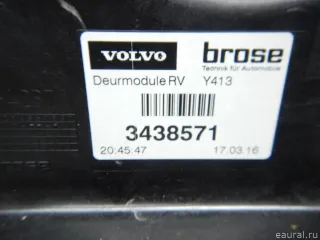 VOLVO brose
Technik für Automobile
Deurmodule RV Y413
3438571
20:45:47 17.03.16
eaural.ru